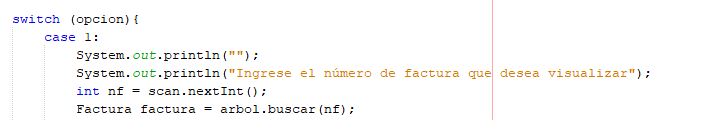 switch (opcion){
case 1:
System.out.println("");
System.out.println("Ingrese el número de factura que desea visualizar");
int nf = scan.nextInt();
Factura factura = arbol.buscar(nf);